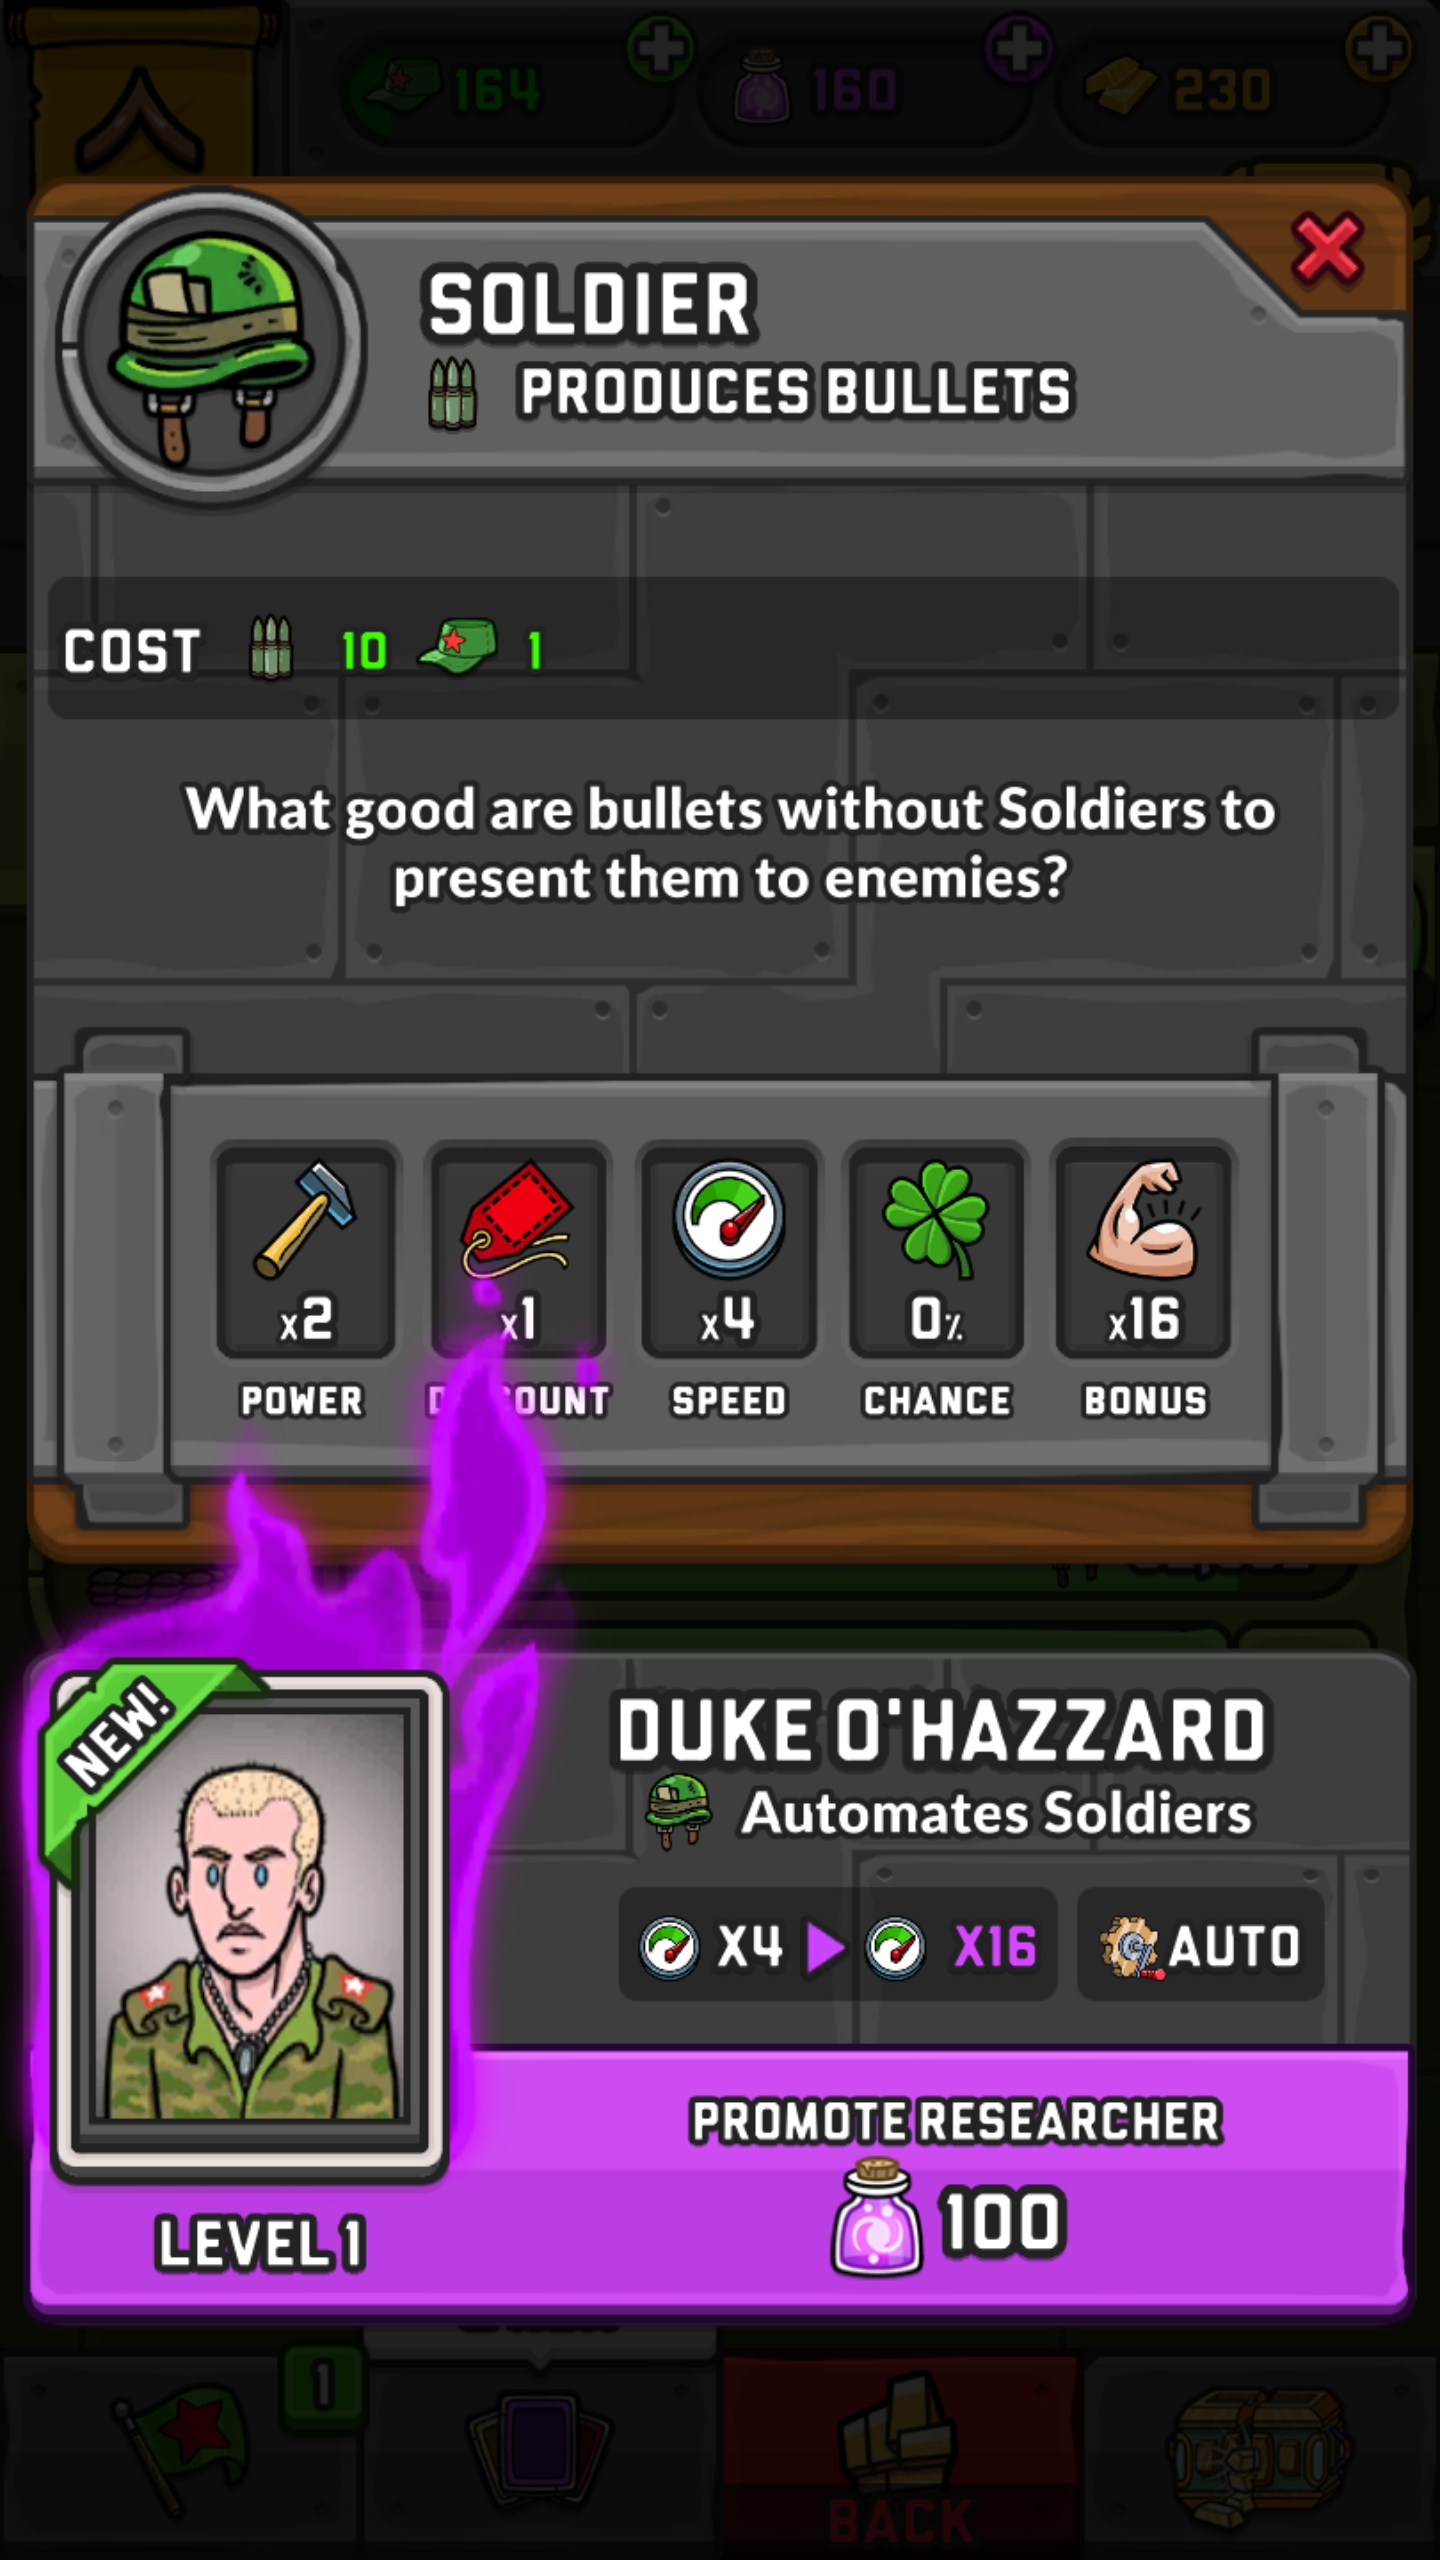 164 160 230
SOLDIER
PRODUCES BULLETS
COST 10 1
What good are bullets without Soldiers to
present them to enemies?
x2 x1 x4 0% x16
POWER DISCOUNT SPEED CHANCE BONUS
NEW!
DUKE O'HAZZARD
Automates Soldiers
X4 X16 AUTO
PROMOTE RESEARCHER
100
LEVEL 1
1
BACK